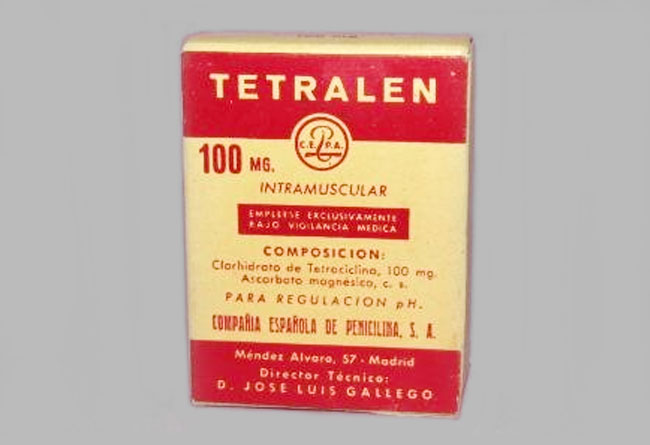 TETRALEN
C.E. P.A.
100 MG.
INTRAMUSCULAR
EMPLEESE EXCLUSIVAMENTE
BAJO VIGILANCIA MEDICA
COMPOSICION:
Clorhidrato de Tetraciclina, 100 mg.
Ascorbato magnésico, c. s.
PARA REGULACION pH.
COMPAÑIA ESPAÑOLA DE PENICILINA, S. A.
Méndez Alvaro, 57 - Madrid
Director Técnico:
D. JOSE LUIS GALLEGO